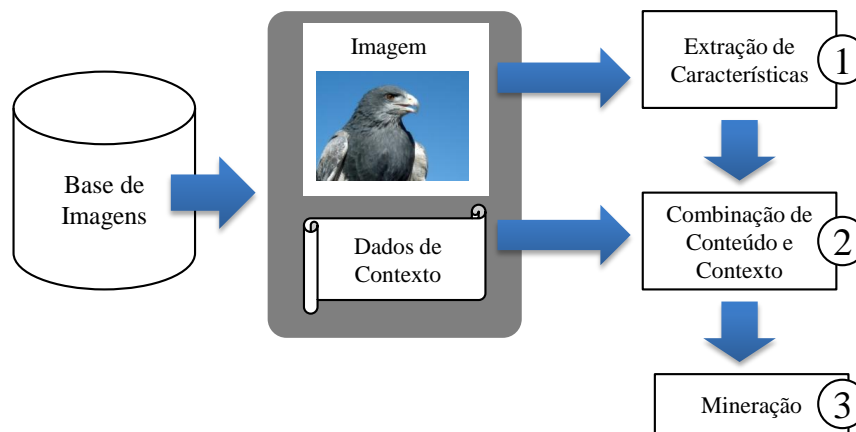 Base de
Imagens
Imagem
Dados de
Contexto
Extração de
Características
1
Combinação de
Conteúdo e
Contexto
2
Mineração
3